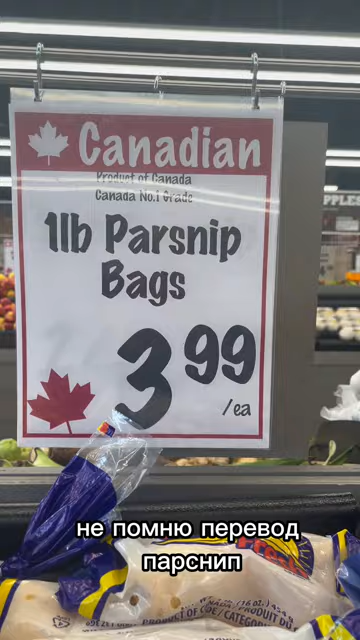 Canadian
Product of Canada
Canada No.1 Grade
1lb Parsnip
Bags
3 99
/ea
не помню перевод
парснип